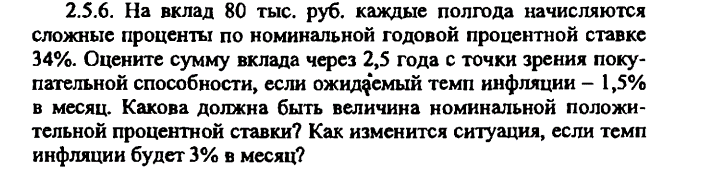 2.5.6. На вклад 80 тыс. руб. каждые полгода начисляются
сложные проценты по номинальной годовой процентной ставке
34%. Оцените сумму вклада через 2,5 года с точки зрения поку-
пательной способности, если ожидаемый темп инфляции – 1,5%
в месяц. Какова должна быть величина номинальной положи-
тельной процентной ставки? Как изменится ситуация, если темп
инфляции будет 3% в месяц?